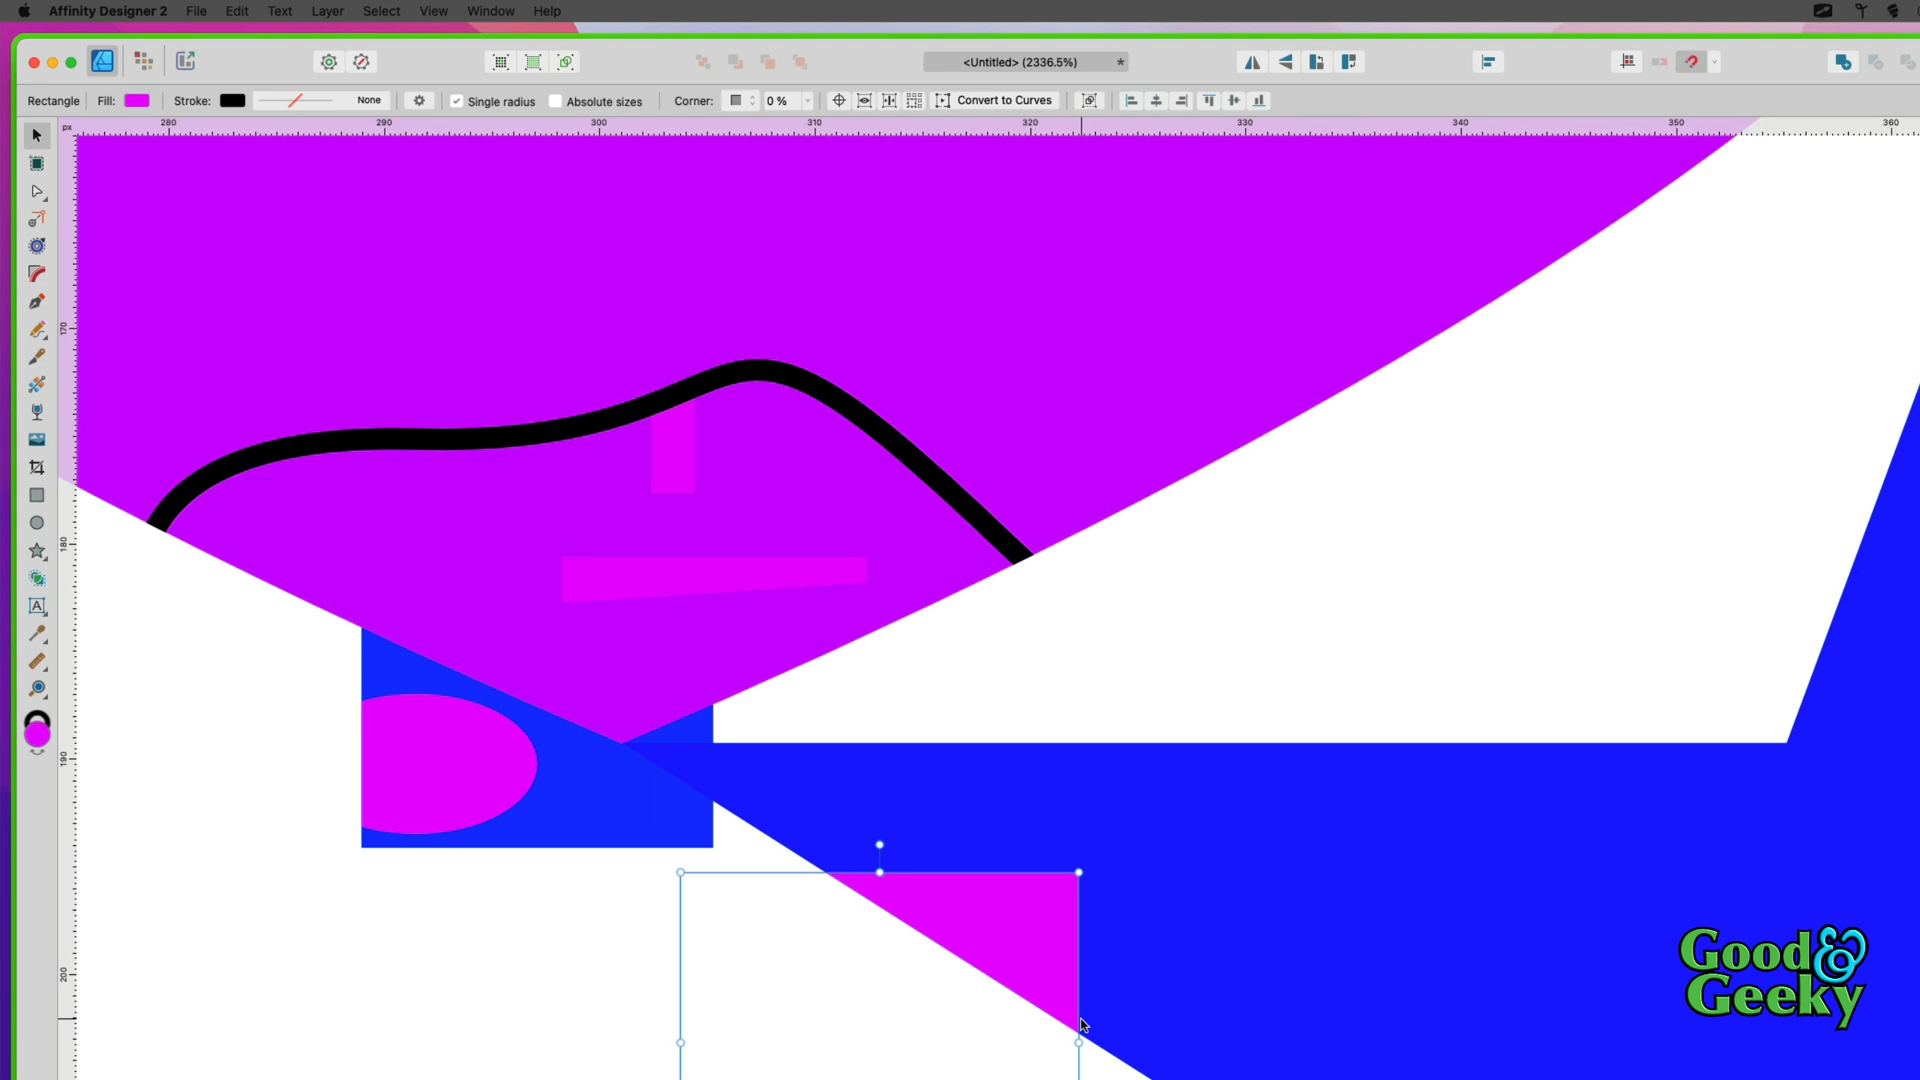 Affinity Designer 2 File Edit Text Layer Select View Window Help
<Untitled> (2336.5%) *
Rectangle Fill: Stroke: None Single radius Absolute sizes Corner: 0 % Convert to Curves
px 280 290 300 310 320 330 340 350 360
170
180
190
200
A
Good &
Geeky